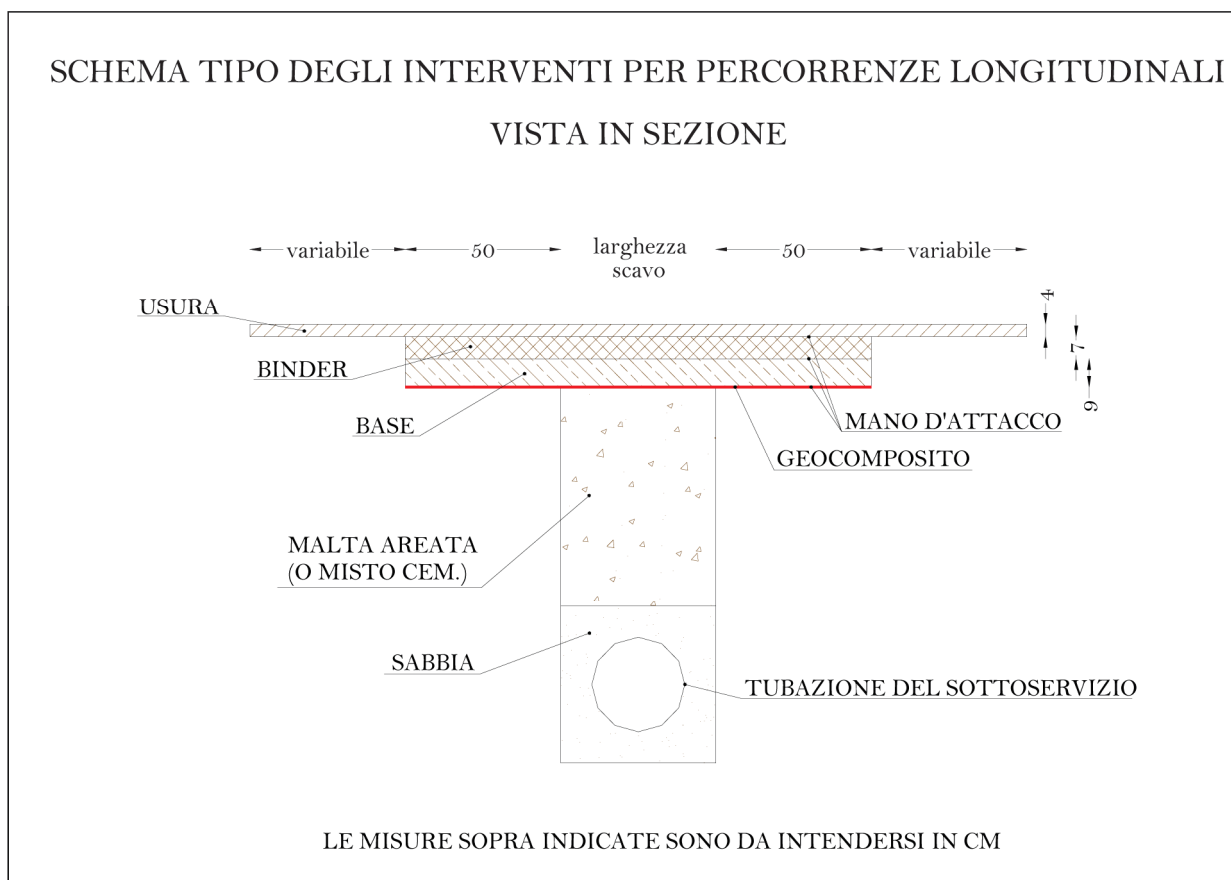 SCHEMA TIPO DEGLI INTERVENTI PER PERCORRENZE LONGITUDINALI
VISTA IN SEZIONE
variabile
50
larghezza
scavo
50
variabile
USURA
4
7
9
BINDER
BASE
MANO D'ATTACCO
GEOCOMPOSITO
MALTA AREATA
(O MISTO CEM.)
SABBIA
TUBAZIONE DEL SOTTOSERVIZIO
LE MISURE SOPRA INDICATE SONO DA INTENDERSI IN CM